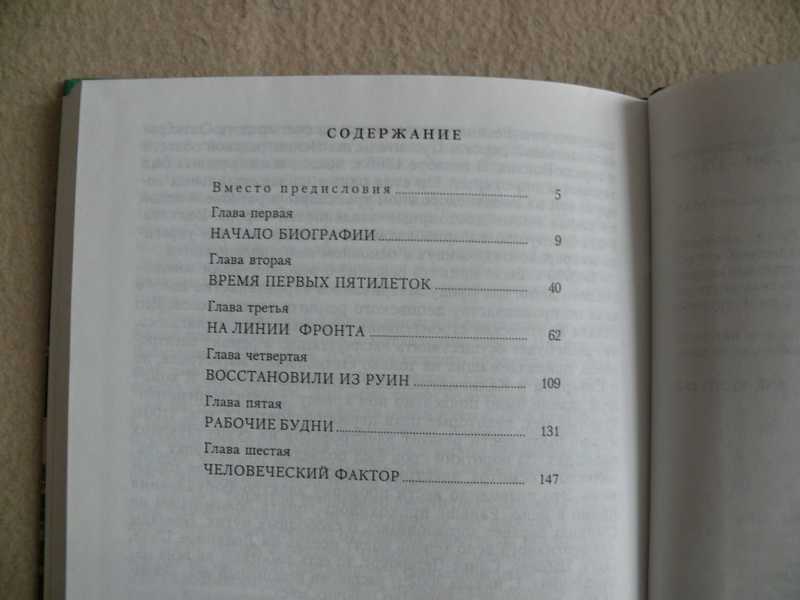 СОДЕРЖАНИЕ
Вместо предисловия 5
Глава первая
НАЧАЛО БИОГРАФИИ 9
Глава вторая
ВРЕМЯ ПЕРВЫХ ПЯТИЛЕТОК 40
Глава третья
НА ЛИНИИ ФРОНТА 62
Глава четвертая
ВОССТАНОВИЛИ ИЗ РУИН 109
Глава пятая
РАБОЧИЕ БУДНИ 131
Глава шестая
ЧЕЛОВЕЧЕСКИЙ ФАКТОР 147